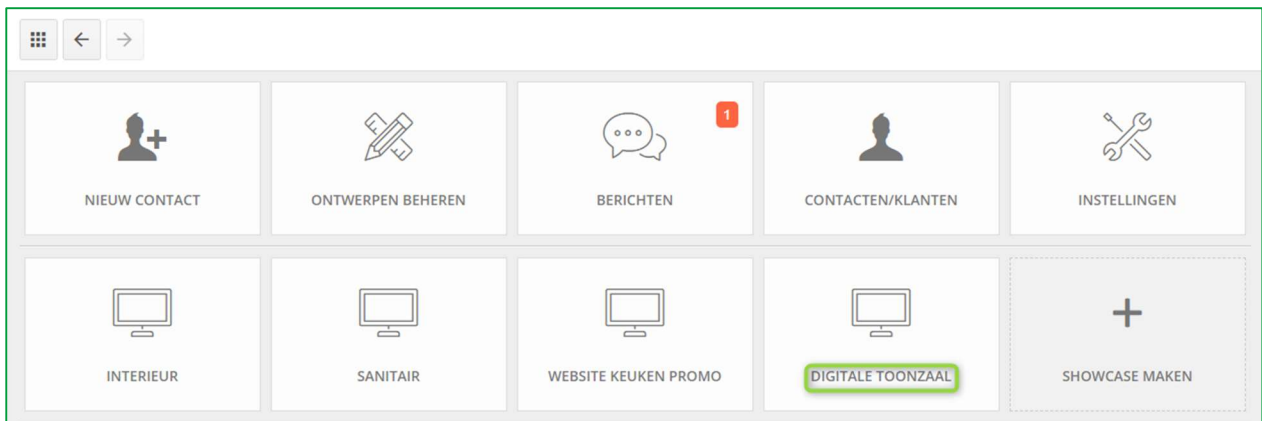 1
NIEUW CONTACT
ONTWERPEN BEHEREN
BERICHTEN
CONTACTEN/KLANTEN
INSTELLINGEN
INTERIEUR
SANITAIR
WEBSITE KEUKEN PROMO
DIGITALE TOONZAAL
SHOWCASE MAKEN